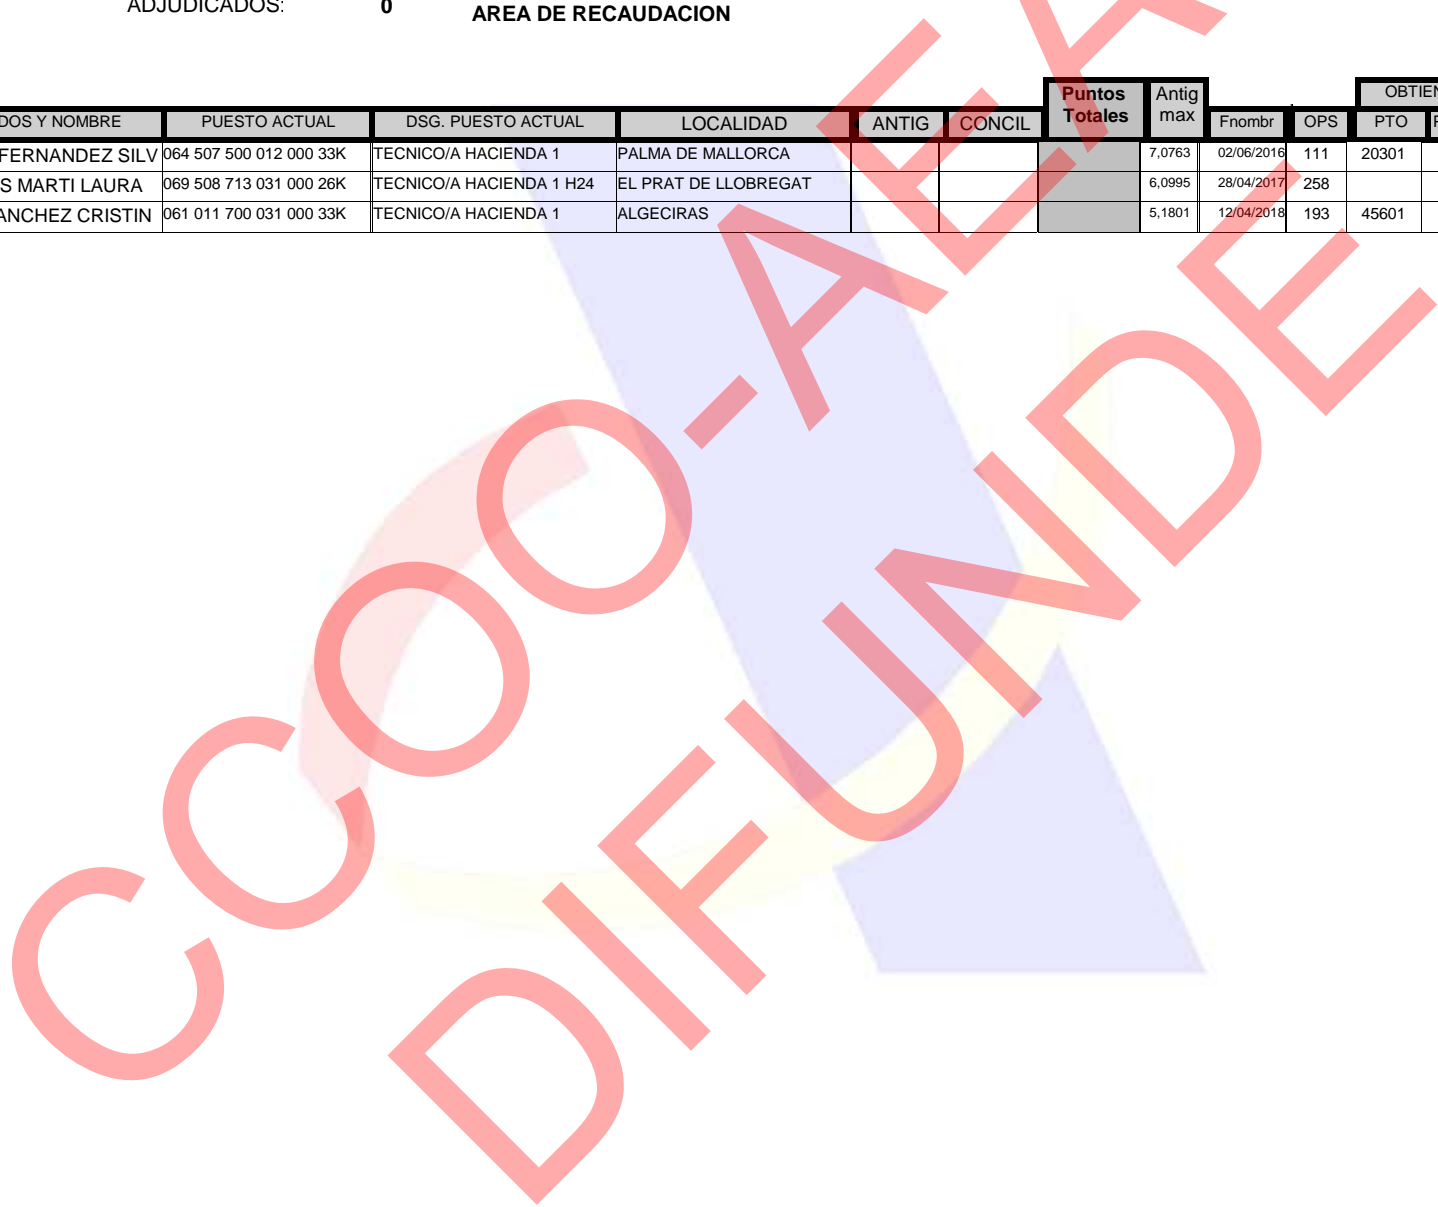 ADJUDICADOS: 0 AREA DE RECAUDACION
Puntos Totales Antig max OBTIEN
DOS Y NOMBRE PUESTO ACTUAL DSG. PUESTO ACTUAL LOCALIDAD ANTIG CONCIL Fnombr OPS PTO
FERNANDEZ SILV 064 507 500 012 000 33K TECNICO/A HACIENDA 1 PALMA DE MALLORCA 7,0763 02/06/2016 111 20301
S MARTI LAURA 069 508 713 031 000 26K TECNICO/A HACIENDA 1 H24 EL PRAT DE LLOBREGAT 6,0995 28/04/2017 258
ANCHEZ CRISTIN 061 011 700 031 000 33K TECNICO/A HACIENDA 1 ALGECIRAS 5,1801 12/04/2018 193 45601
CCOO-AEA
DIFUNDE